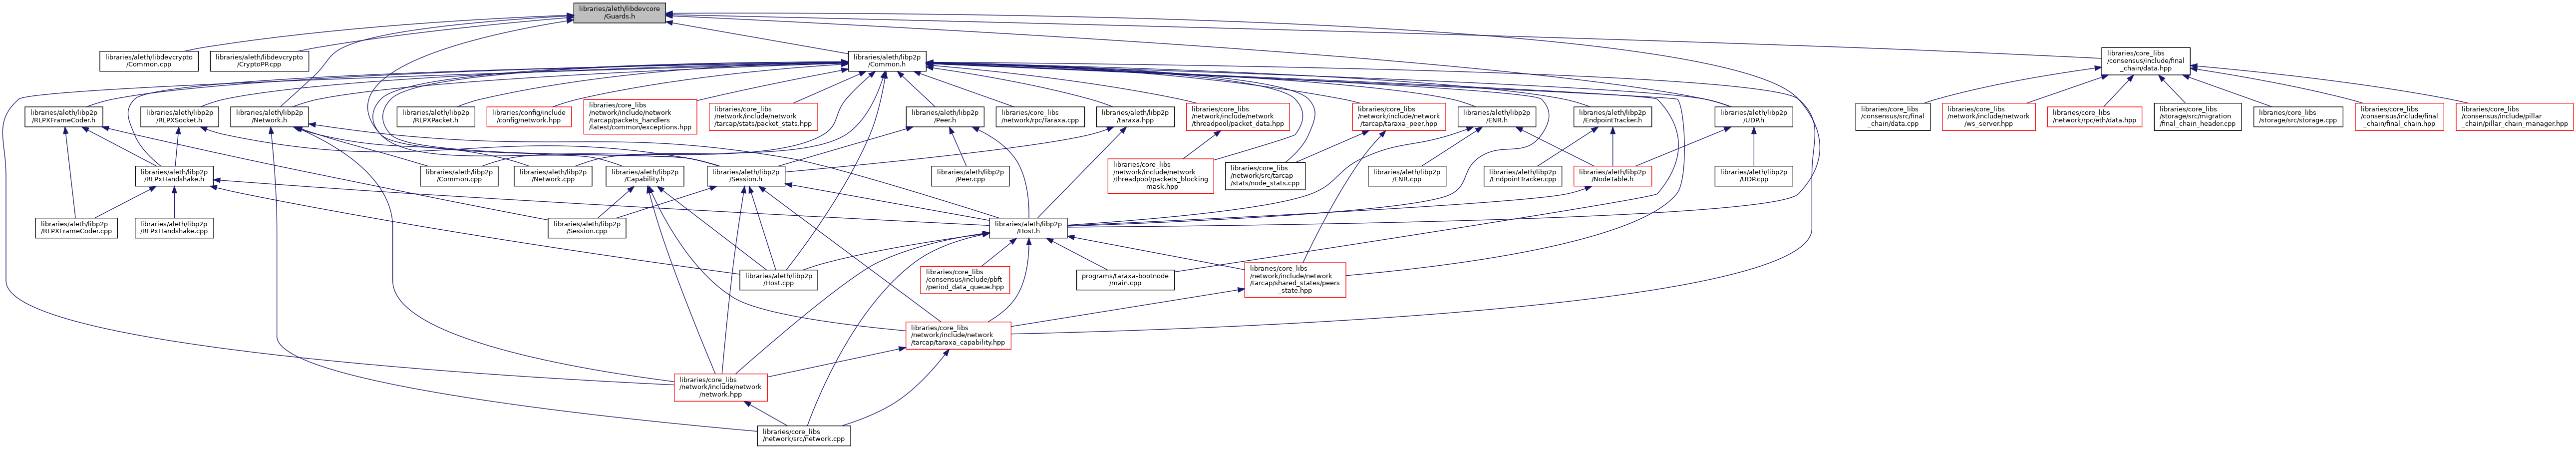 libraries/aleth/libdevcore
/Guards.h
libraries/aleth/libdevcrypto
/Common.cpp
libraries/aleth/libdevcrypto
/CryptoPP.cpp
libraries/aleth/libp2p
/Common.h
libraries/core_libs
/consensus/include/final
_chain/data.hpp
libraries/aleth/libp2p
/RLPXFrameCoder.h
libraries/aleth/libp2p
/RLPXSocket.h
libraries/aleth/libp2p
/Network.h
libraries/aleth/libp2p
/RLPXPacket.h
libraries/config/include
/config/network.hpp
libraries/core_libs
/network/include/network
/tarcap/packets_handlers
/latest/common/exceptions.hpp
libraries/core_libs
/network/include/network
/tarcap/stats/packet_stats.hpp
libraries/aleth/libp2p
/Peer.h
libraries/core_libs
/network/rpc/Taraxa.cpp
libraries/aleth/libp2p
/taraxa.hpp
libraries/core_libs
/network/include/network
/threadpool/packet_data.hpp
libraries/core_libs
/network/include/network
/tarcap/taraxa_peer.hpp
libraries/aleth/libp2p
/ENR.h
libraries/aleth/libp2p
/EndpointTracker.h
libraries/aleth/libp2p
/UDP.h
libraries/core_libs
/consensus/src/final
_chain/data.cpp
libraries/core_libs
/network/include/network
/ws_server.hpp
libraries/core_libs
/network/rpc/eth/data.hpp
libraries/core_libs
/storage/src/migration
/final_chain_header.cpp
libraries/core_libs
/storage/src/storage.cpp
libraries/core_libs
/consensus/include/final
_chain/final_chain.hpp
libraries/core_libs
/consensus/include/pillar
_chain/pillar_chain_manager.hpp
libraries/aleth/libp2p
/RLPxHandshake.h
libraries/aleth/libp2p
/Common.cpp
libraries/aleth/libp2p
/Network.cpp
libraries/aleth/libp2p
/Capability.h
libraries/aleth/libp2p
/Session.h
libraries/aleth/libp2p
/Peer.cpp
libraries/core_libs
/network/include/network
/threadpool/packets_blocking
_mask.hpp
libraries/core_libs
/network/src/tarcap
/stats/node_stats.cpp
libraries/aleth/libp2p
/ENR.cpp
libraries/aleth/libp2p
/EndpointTracker.cpp
libraries/aleth/libp2p
/NodeTable.h
libraries/aleth/libp2p
/UDP.cpp
libraries/aleth/libp2p
/RLPXFrameCoder.cpp
libraries/aleth/libp2p
/RLPxHandshake.cpp
libraries/aleth/libp2p
/Session.cpp
libraries/aleth/libp2p
/Host.h
libraries/aleth/libp2p
/Host.cpp
libraries/core_libs
/consensus/include/pbft
/period_data_queue.hpp
programs/taraxa-bootnode
/main.cpp
libraries/core_libs
/network/include/network
/tarcap/shared_states/peers
_state.hpp
libraries/core_libs
/network/include/network
/tarcap/taraxa_capability.hpp
libraries/core_libs
/network/include/network
/network.hpp
libraries/core_libs
/network/src/network.cpp